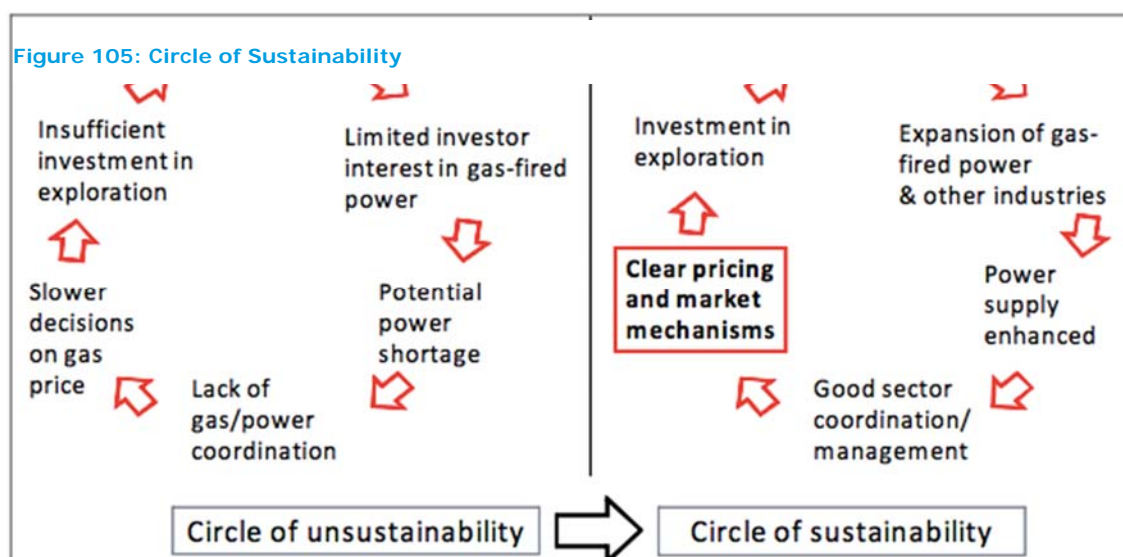 Figure 105: Circle of Sustainability
Insufficient
investment in
exploration
Limited investor
interest in gas-fired
power
Slower
decisions
on gas
price
Potential
power
shortage
Lack of
gas/power
coordination
Circle of unsustainability
Investment in
exploration
Expansion of gas-
fired power
& other industries
Clear pricing
and market
mechanisms
Power
supply
enhanced
Good sector
coordination/
management
Circle of sustainability